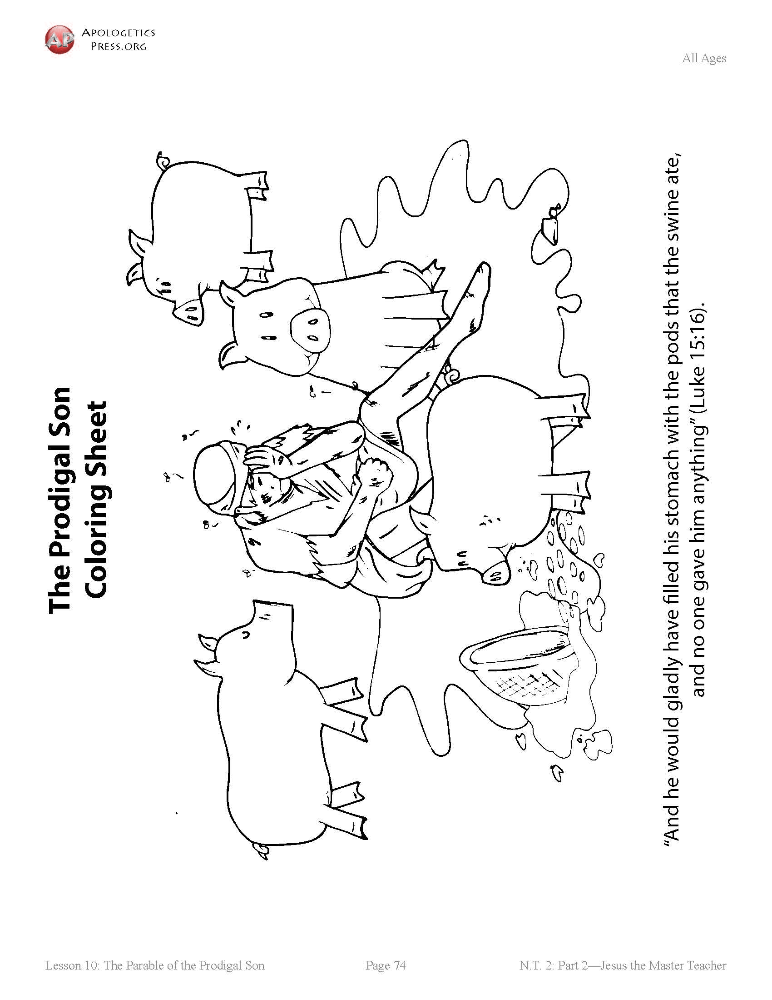 APOLOGETICS
PRESS.ORG
All Ages
The Prodigal Son
Coloring Sheet
“And he would gladly have filled his stomach with the pods that the swine ate,
and no one gave him anything” (Luke 15:16).
Lesson 10: The Parable of the Prodigal Son
Page 74
N.T. 2: Part 2—Jesus the Master Teacher
AP